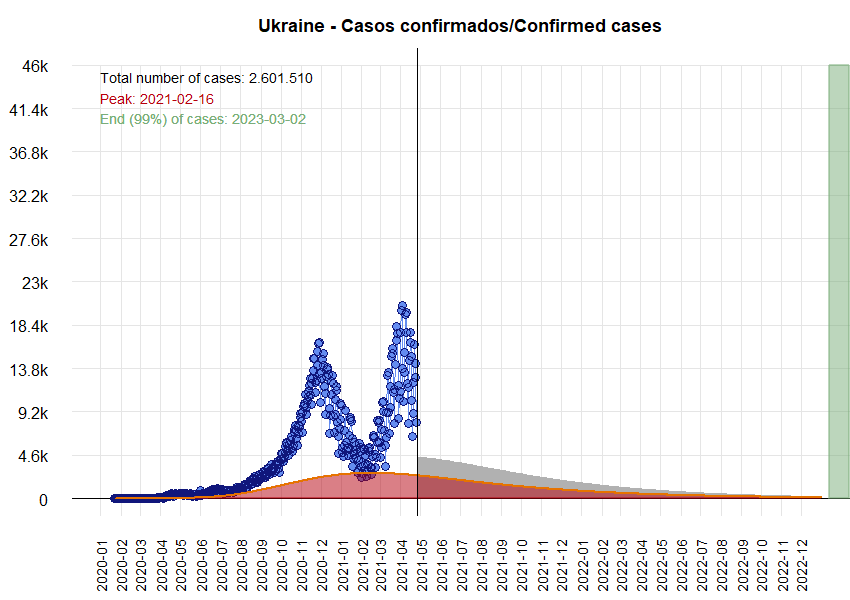 Ukraine - Casos confirmados/Confirmed cases
Total number of cases: 2.601.510
Peak: 2021-02-16
End (99%) of cases: 2023-03-02
46k
41.4k
36.8k
32.2k
27.6k
23k
18.4k
13.8k
9.2k
4.6k
0
2020-01
2020-02
2020-03
2020-04
2020-05
2020-06
2020-07
2020-08
2020-09
2020-10
2020-11
2020-12
2021-01
2021-02
2021-03
2021-04
2021-05
2021-06
2021-07
2021-08
2021-09
2021-10
2021-11
2021-12
2022-01
2022-02
2022-03
2022-04
2022-05
2022-06
2022-07
2022-08
2022-09
2022-10
2022-11
2022-12